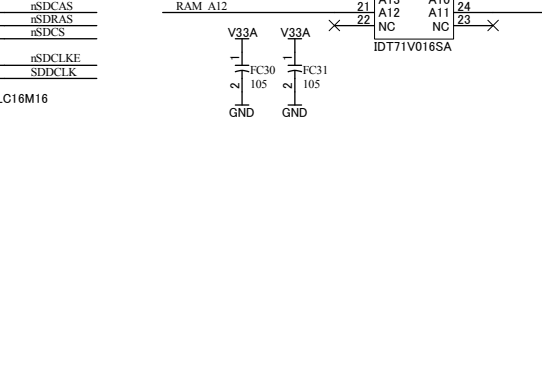 nSDCAS
nSDRAS
nSDCS
nSDCLKE
SDDCLK
LC16M16
RAM A12
21 A12 A11 24
22 NC NC 23
IDT71V016SA
V33A V33A
1 1
FC30 FC31
2 105 2 105
GND GND